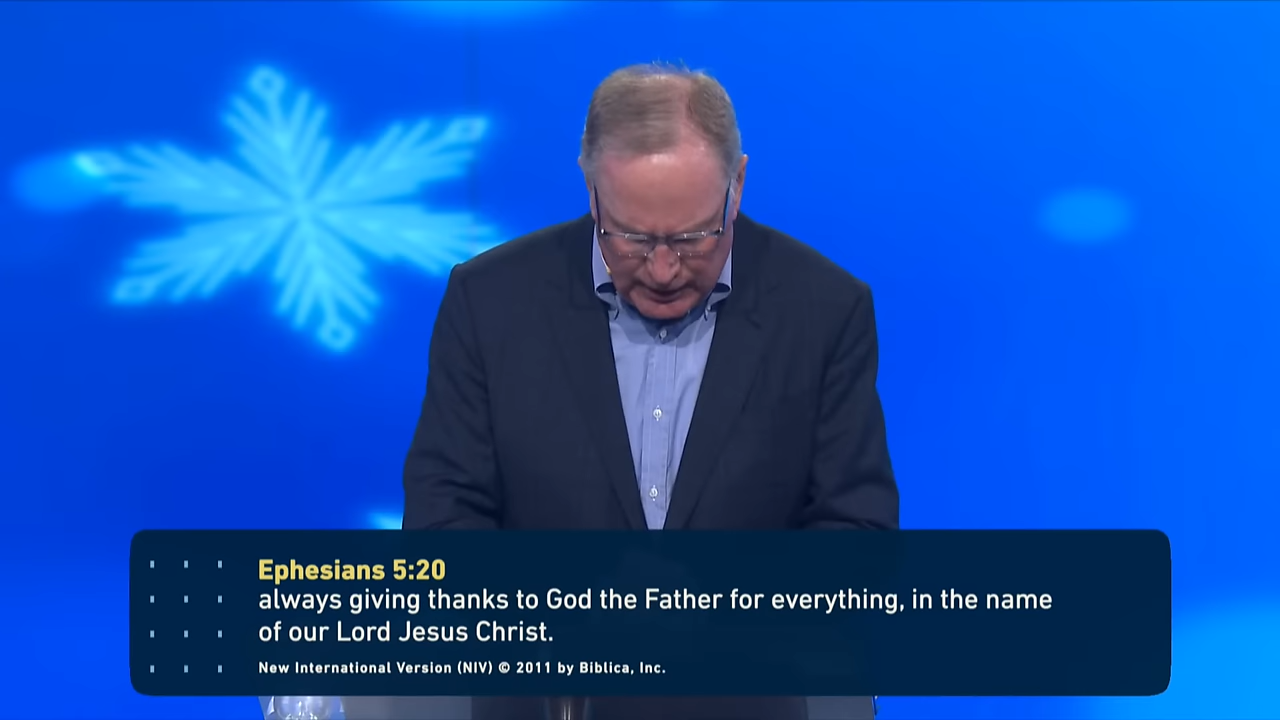 Ephesians 5:20
always giving thanks to God the Father for everything, in the name
of our Lord Jesus Christ.
New International Version (NIV) © 2011 by Biblica, Inc.